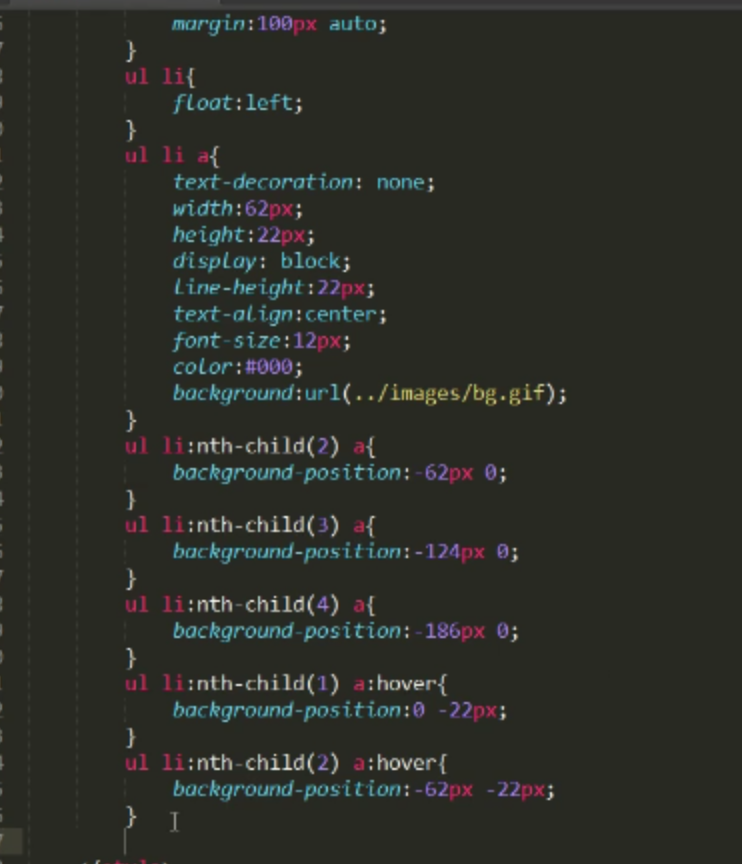 margin:100px auto;
}
ul li{
float:left;
}
ul li a{
text-decoration: none;
width:62px;
height:22px;
display: block;
line-height:22px;
text-align:center;
font-size:12px;
color:#000;
background:url(../images/bg.gif);
}
ul li:nth-child(2) a{
background-position:-62px 0;
}
ul li:nth-child(3) a{
background-position:-124px 0;
}
ul li:nth-child(4) a{
background-position:-186px 0;
}
ul li:nth-child(1) a:hover{
background-position:0 -22px;
}
ul li:nth-child(2) a:hover{
background-position:-62px -22px;
}